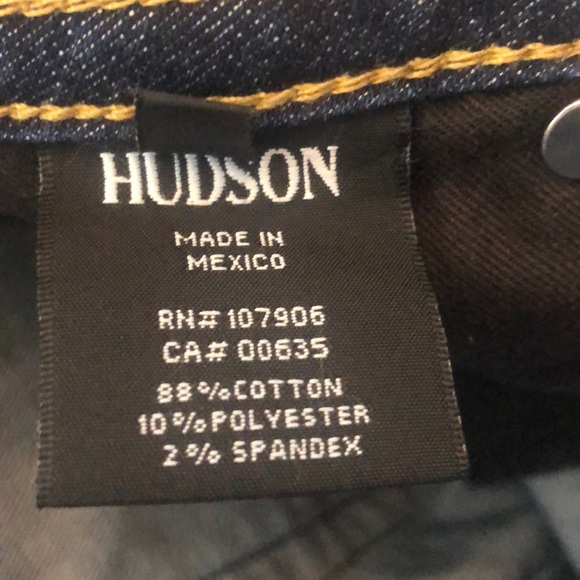 HUDSON
MADE IN
MEXICO
RN# 107906
CA# 00635
88% COTTON
10% POLYESTER
2% SPANDEX